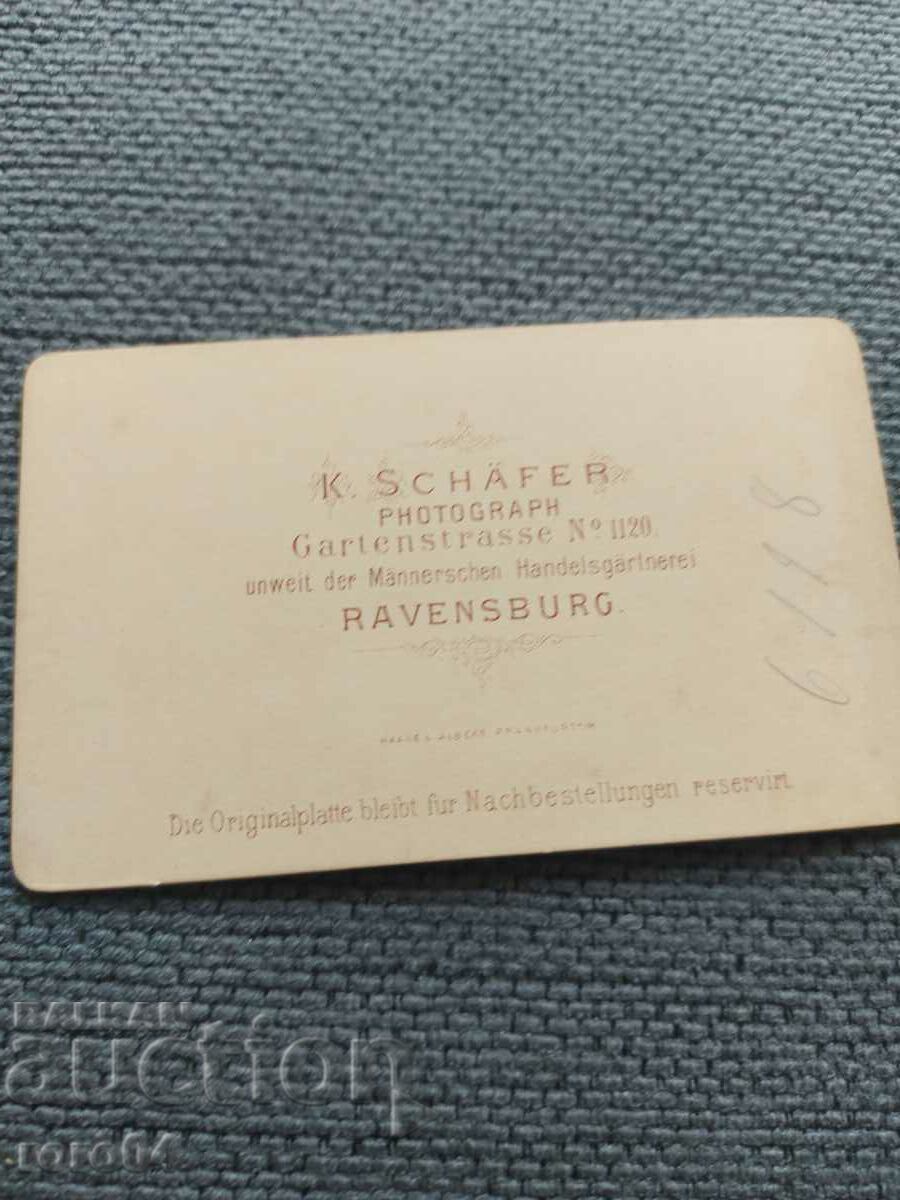 K. SCHÄFER
PHOTOGRAPH
Gartenstrasse Nº 1120.
unweit der Männerschen Handelsgärtnerei
RAVENSBURG.
Die Originalplatte bleibt für Nachbestellungen reservirt.
6118
BALKAN
auction
roro64